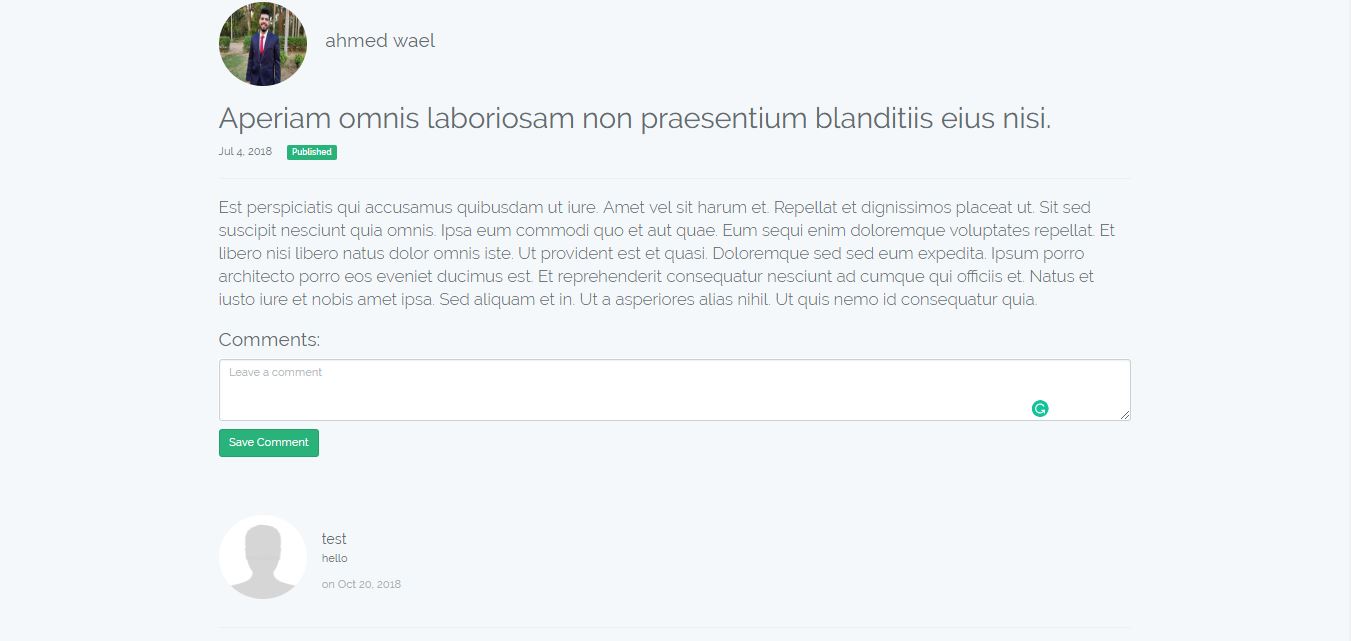 ahmed wael
Aperiam omnis laboriosam non praesentium blanditiis eius nisi.
Jul 4, 2018 Published
Est perspiciatis qui accusamus quibusdam ut iure. Amet vel sit harum et. Repellat et dignissimos placeat ut. Sit sed
suscipit nesciunt quia omnis. Ipsa eum commodi quo et aut quae. Eum sequi enim doloremque voluptates repellat. Et
libero nisi libero natus dolor omnis iste. Ut provident est et quasi. Doloremque sed sed eum expedita. Ipsum porro
architecto porro eos eveniet ducimus est. Et reprehenderit consequatur nesciunt ad cumque qui officiis et. Natus et
iusto iure et nobis amet ipsa. Sed aliquam et in. Ut a asperiores alias nihil. Ut quis nemo id consequatur quia.
Comments:
Leave a comment
Save Comment
test
hello
on Oct 20, 2018